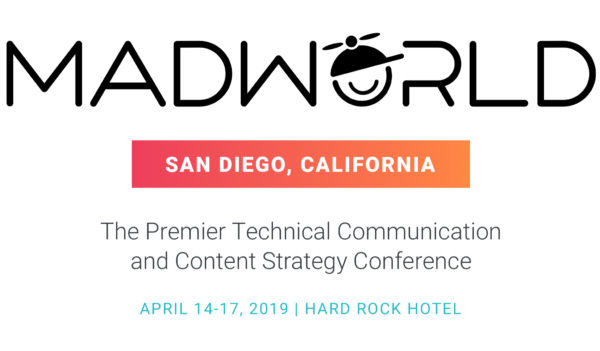 MADWORLD
SAN DIEGO, CALIFORNIA
The Premier Technical Communication
and Content Strategy Conference
APRIL 14-17, 2019 | HARD ROCK HOTEL